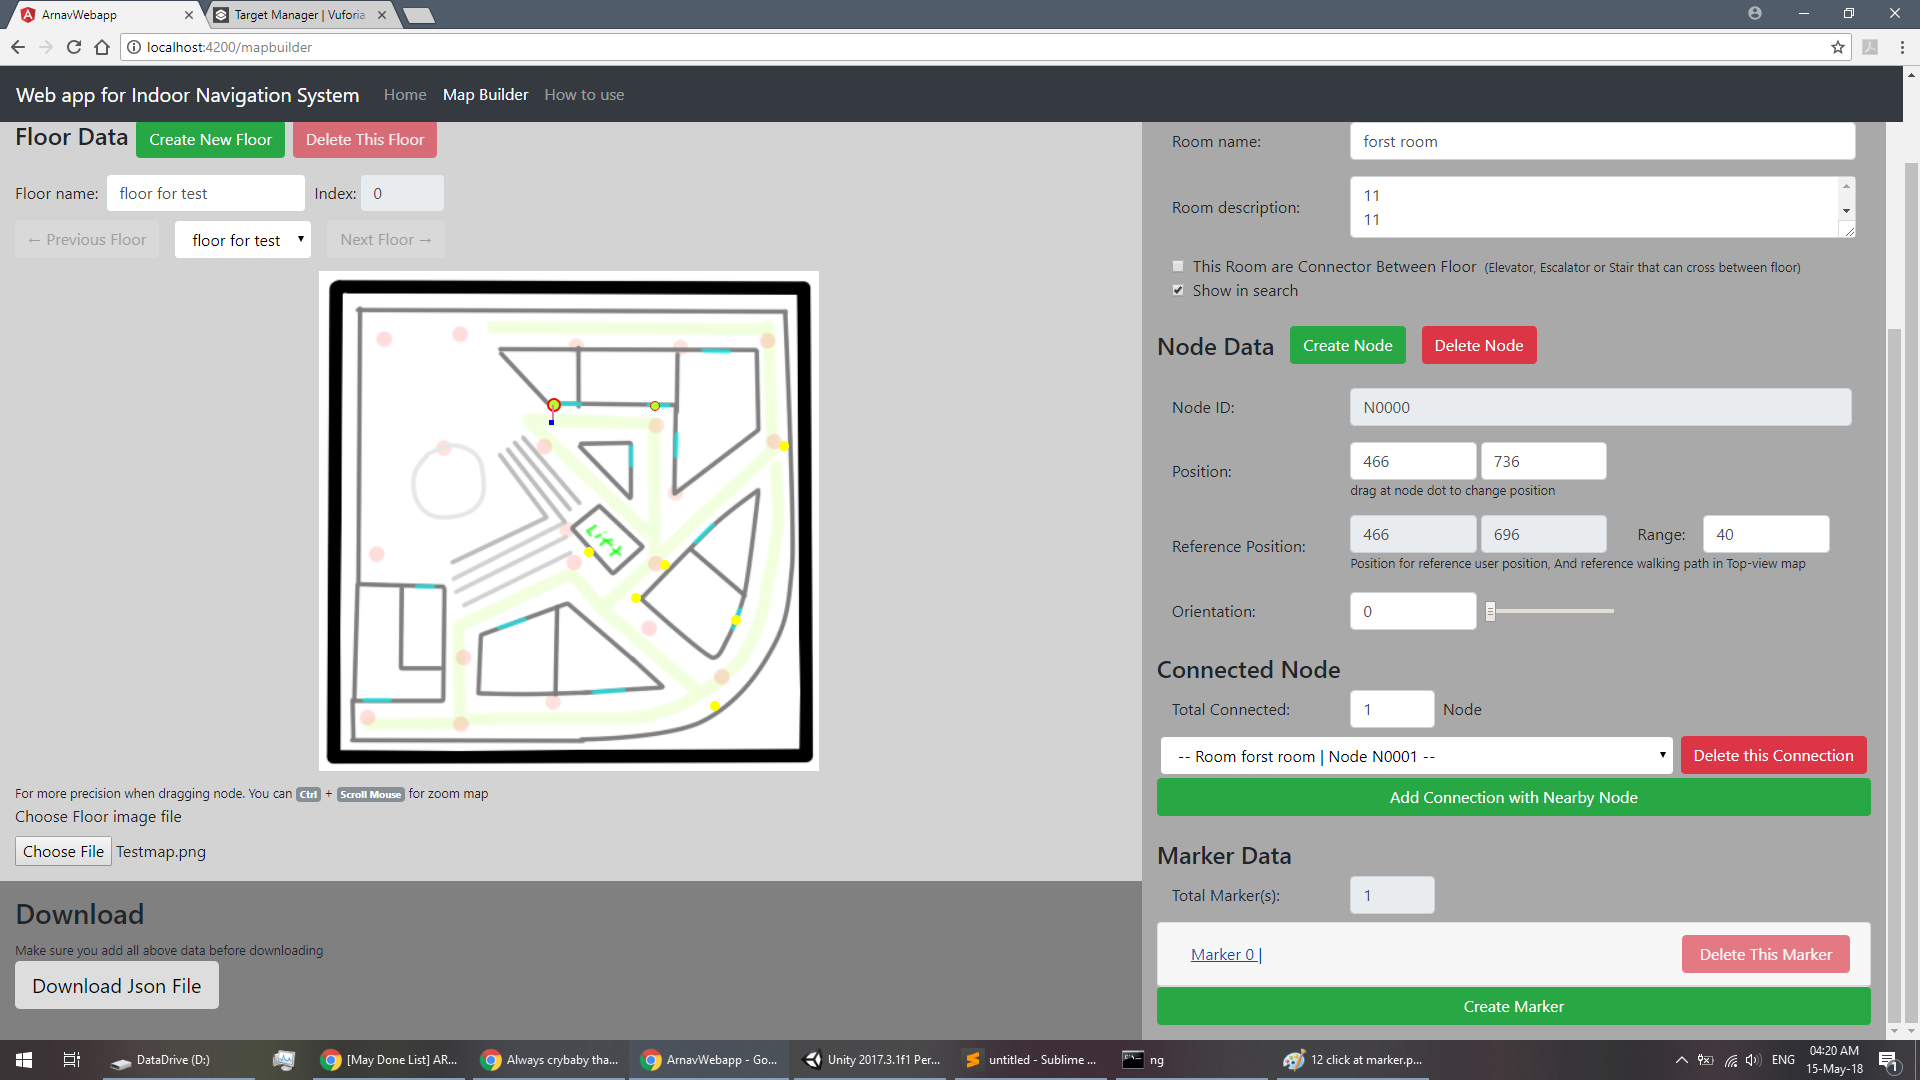 ArnavWebapp
Target Manager | Vuforia
localhost:4200/mapbuilder
Web app for Indoor Navigation System
Home
Map Builder
How to use
Floor Data
Create New Floor
Delete This Floor
Floor name:
floor for test
Index:
0
← Previous Floor
floor for test
Next Floor →
Lift
For more precision when dragging node. You can Ctrl + Scroll Mouse for zoom map
Choose Floor image file
Choose File
Testmap.png
Download
Make sure you add all above data before downloading
Download Json File
Room name:
forst room
Room description:
11
11
This Room are Connector Between Floor (Elevator, Escalator or Stair that can cross between floor)
Show in search
Node Data
Create Node
Delete Node
Node ID:
N0000
Position:
466
736
drag at node dot to change position
Reference Position:
466
696
Range:
40
Position for reference user position, And reference walking path in Top-view map
Orientation:
0
Connected Node
Total Connected:
1
Node
-- Room forst room | Node N0001 --
Delete this Connection
Add Connection with Nearby Node
Marker Data
Total Marker(s):
1
Marker 0 |
Delete This Marker
Create Marker
DataDrive (D:)
[May Done List] AR...
Always crybaby tha...
ArnavWebapp - Go...
Unity 2017.3.1f1 Per...
untitled - Sublime ...
ng
12 click at marker.p...
ENG
04:20 AM
15-May-18
1